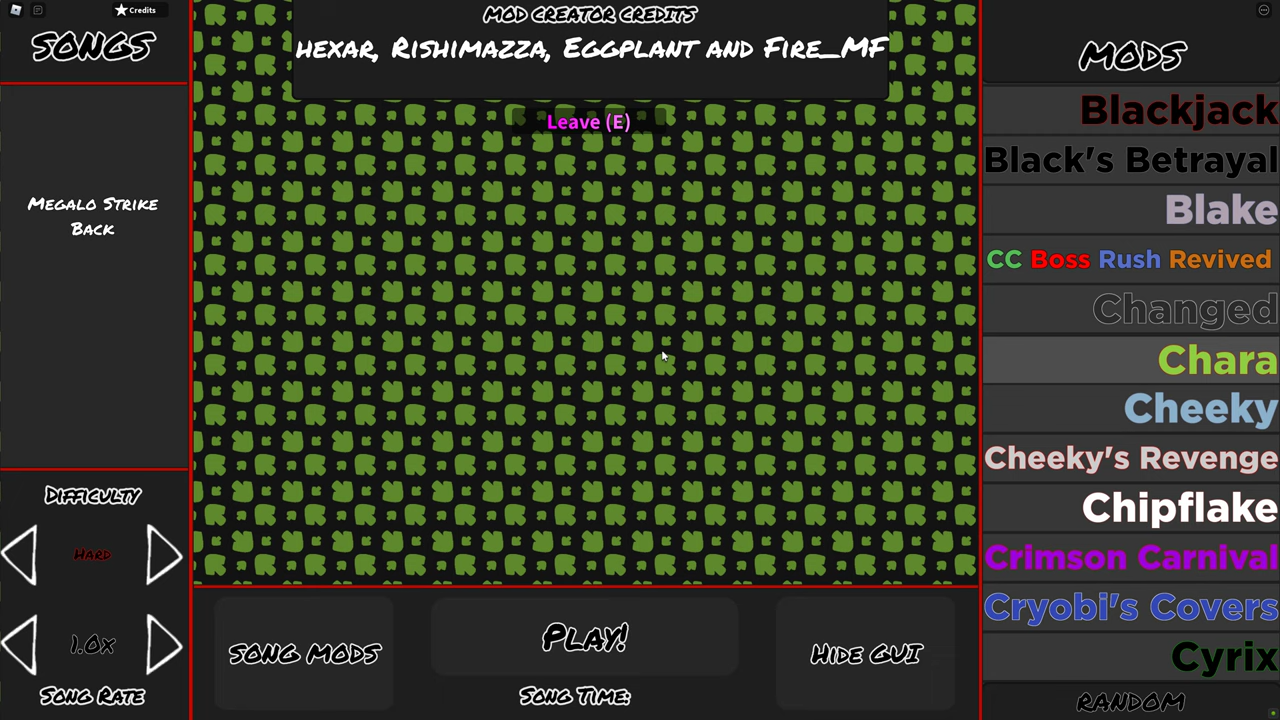 Credits
SONGS
Megalo Strike
Back
Difficulty
Hard
1.0x
Song Rate
MOD CREATOR CREDITS
hexar, Rishimazza, Eggplant and Fire_MF
Leave (E)
SONG MODS
Play!
Song Time:
Hide GUI
MODS
Blackjack
Black's Betrayal
Blake
CC Boss Rush Revived
Changed
Chara
Cheeky
Cheeky's Revenge
Chipflake
Crimson Carnival
Cryobi's Covers
Cyrix
RANDOM